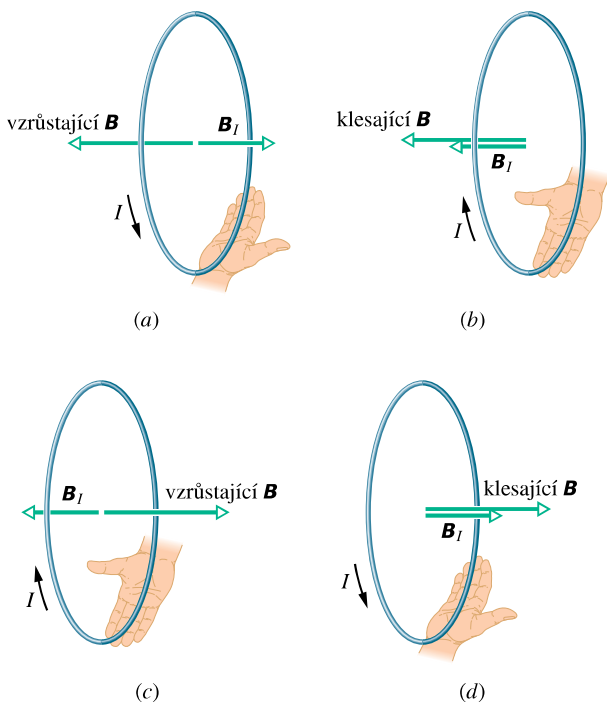 vzrůstající B
B_I
I
(a)
klesající B
B_I
I
(b)
B_I
vzrůstající B
I
(c)
klesající B
B_I
I
(d)